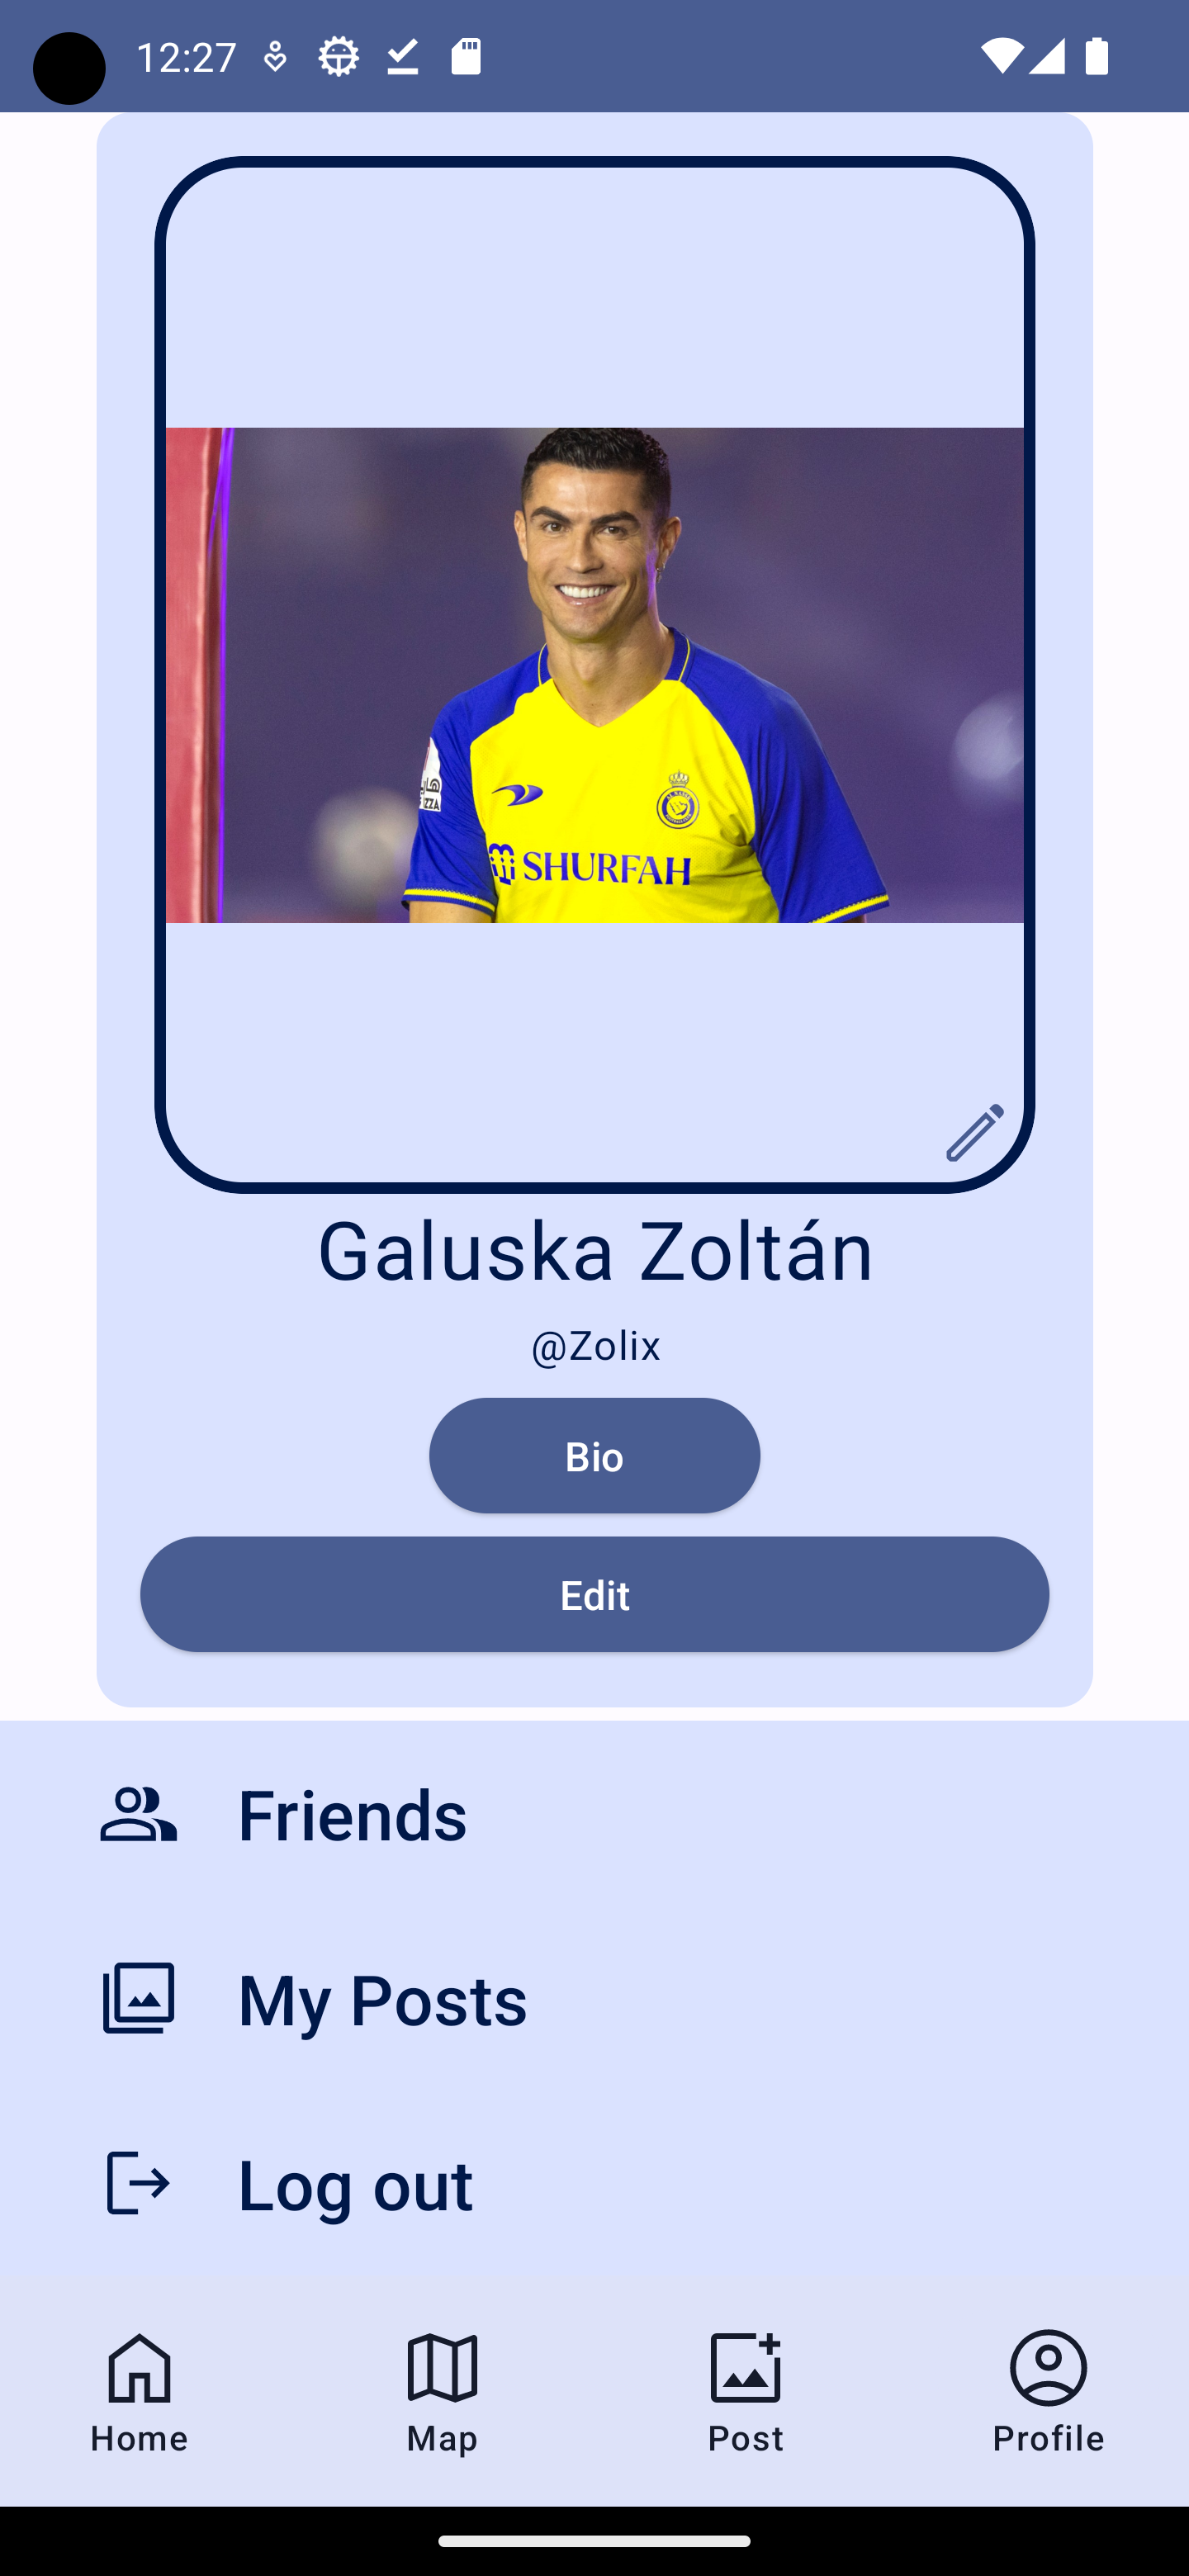 12:27
SHURFAH
Galuska Zoltán
@Zolix
Bio
Edit
Friends
My Posts
Log out
Home
Map
Post
Profile